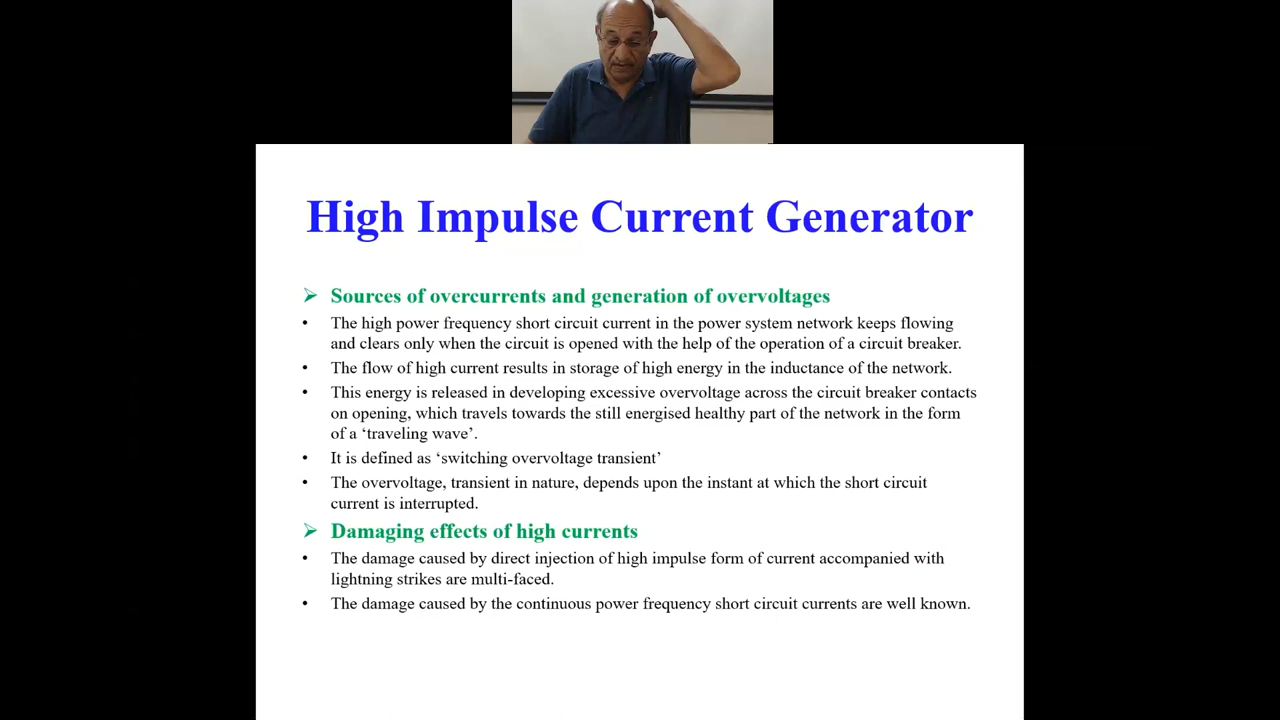 High Impulse Current Generator
➢ Sources of overcurrents and generation of overvoltages
• The high power frequency short circuit current in the power system network keeps flowing
and clears only when the circuit is opened with the help of the operation of a circuit breaker.
• The flow of high current results in storage of high energy in the inductance of the network.
• This energy is released in developing excessive overvoltage across the circuit breaker contacts
on opening, which travels towards the still energised healthy part of the network in the form
of a ‘traveling wave’.
• It is defined as ‘switching overvoltage transient’
• The overvoltage, transient in nature, depends upon the instant at which the short circuit
current is interrupted.
➢ Damaging effects of high currents
• The damage caused by direct injection of high impulse form of current accompanied with
lightning strikes are multi-faced.
• The damage caused by the continuous power frequency short circuit currents are well known.